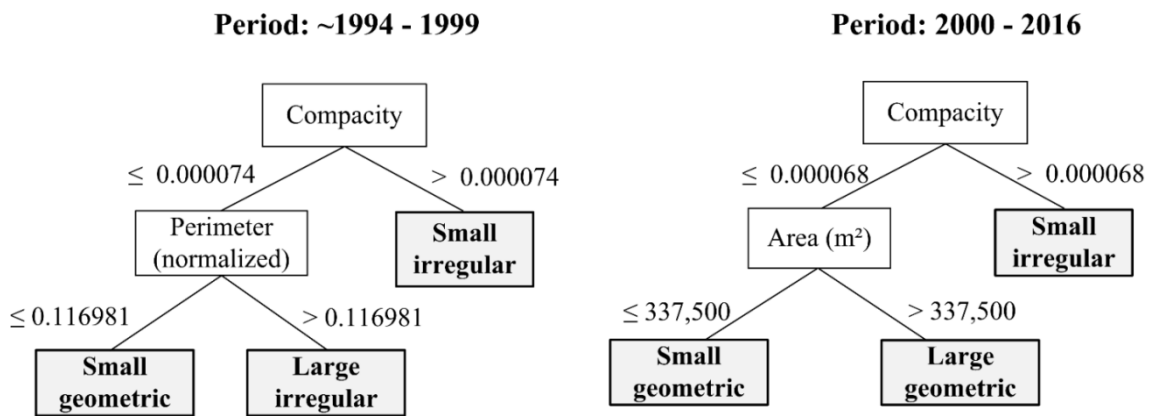 Period: ~1994 - 1999
Compacity
≤ 0.000074
> 0.000074
Perimeter
(normalized)
Small
irregular
≤ 0.116981
> 0.116981
Small
geometric
Large
irregular
Period: 2000 - 2016
Compacity
≤ 0.000068
> 0.000068
Area (m²)
Small
irregular
≤ 337,500
> 337,500
Small
geometric
Large
geometric